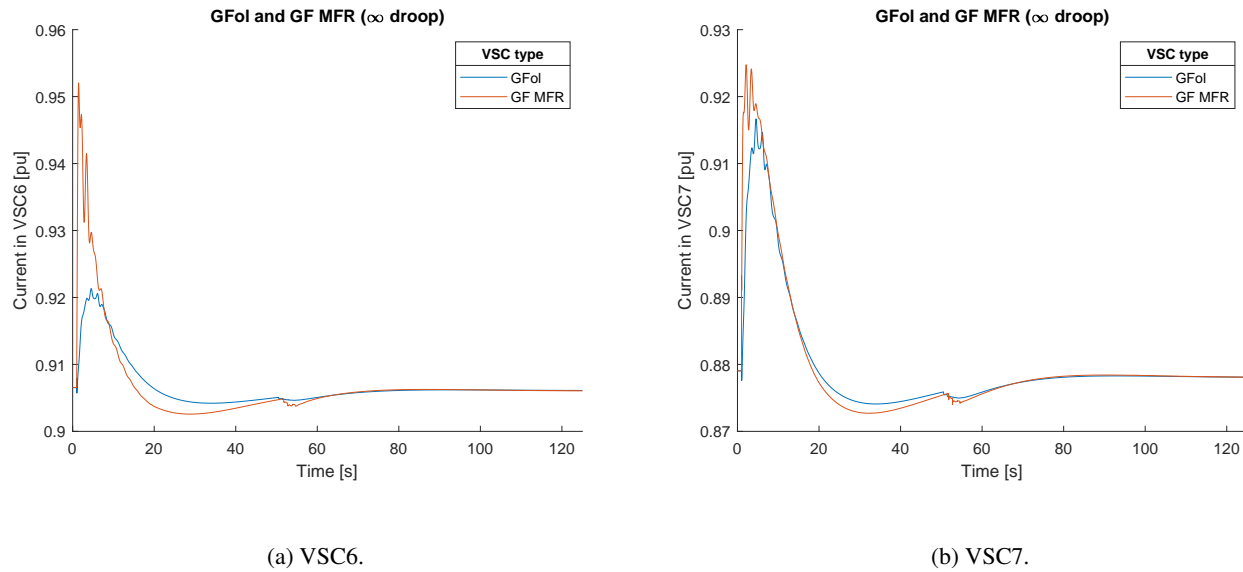 GFol and GF MFR (∞ droop)
0.96
0.95
0.94
0.93
0.92
0.91
0.9
Current in VSC6 [pu]
VSC type
GFol
GF MFR
0 20 40 60 80 100 120
Time [s]
(a) VSC6.
GFol and GF MFR (∞ droop)
0.93
0.92
0.91
0.9
0.89
0.88
0.87
Current in VSC7 [pu]
VSC type
GFol
GF MFR
0 20 40 60 80 100 120
Time [s]
(b) VSC7.